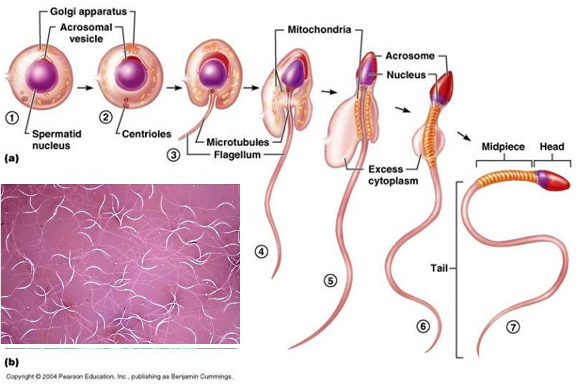 Golgi apparatus
Acrosomal
vesicle
Mitochondria
Acrosome
Nucleus
1
2
Spermatid
nucleus
Centrioles
3
Microtubules
Flagellum
(a)
Excess
cytoplasm
Midpiece
Head
4
5
6
Tail
7
(b)
Copyright © 2004 Pearson Education, Inc., publishing as Benjamin Cummings.